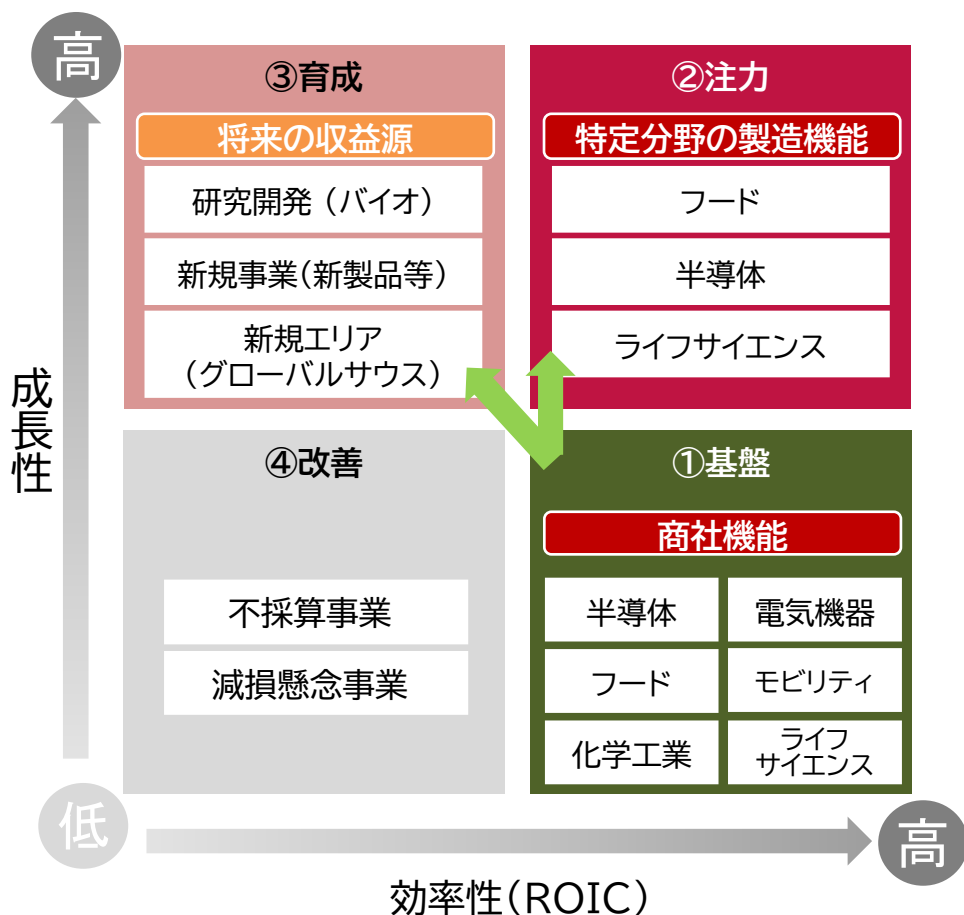 高
成長性
低
③育成
将来の収益源
研究開発（バイオ）
新規事業（新製品等）
新規エリア
（グローバルサウス）
②注力
特定分野の製造機能
フード
半導体
ライフサイエンス
④改善
不採算事業
減損懸念事業
①基盤
商社機能
半導体
電気機器
フード
モビリティ
化学工業
ライフ
サイエンス
高
効率性（ROIC）